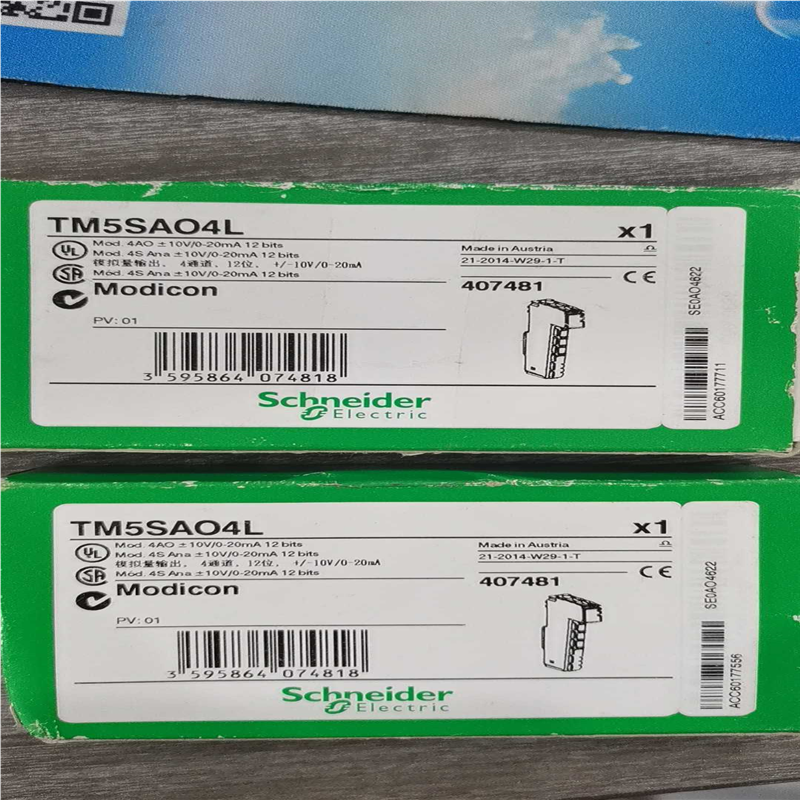 TM5SAO4L
x1
Mod. 4AO ±10V/0-20mA 12 bits
Mod. 4S Ana ±10V/0-20mA 12 bits
模拟量输出, 4通道, 12位, +/-10V/0-20mA
Mod. 4S Ana ±10V/0-20mA 12 bits
UL
SA
Modicon
PV: 01
Made in Austria
21-2014-W29-1-T
CE
407481
3 595864 074818
Schneider
Electric
SE0AO4622
ACC60177711
TM5SAO4L
x1
Mod. 4AO ±10V/0-20mA 12 bits
Mod. 4S Ana ±10V/0-20mA 12 bits
模拟量输出, 4通道, 12位, +/-10V/0-20mA
Mod. 4S Ana ±10V/0-20mA 12 bits
UL
SA
Modicon
PV: 01
Made in Austria
21-2014-W29-1-T
CE
407481
3 595864 074818
Schneider
Electric
SE0AO4622
ACC60177556